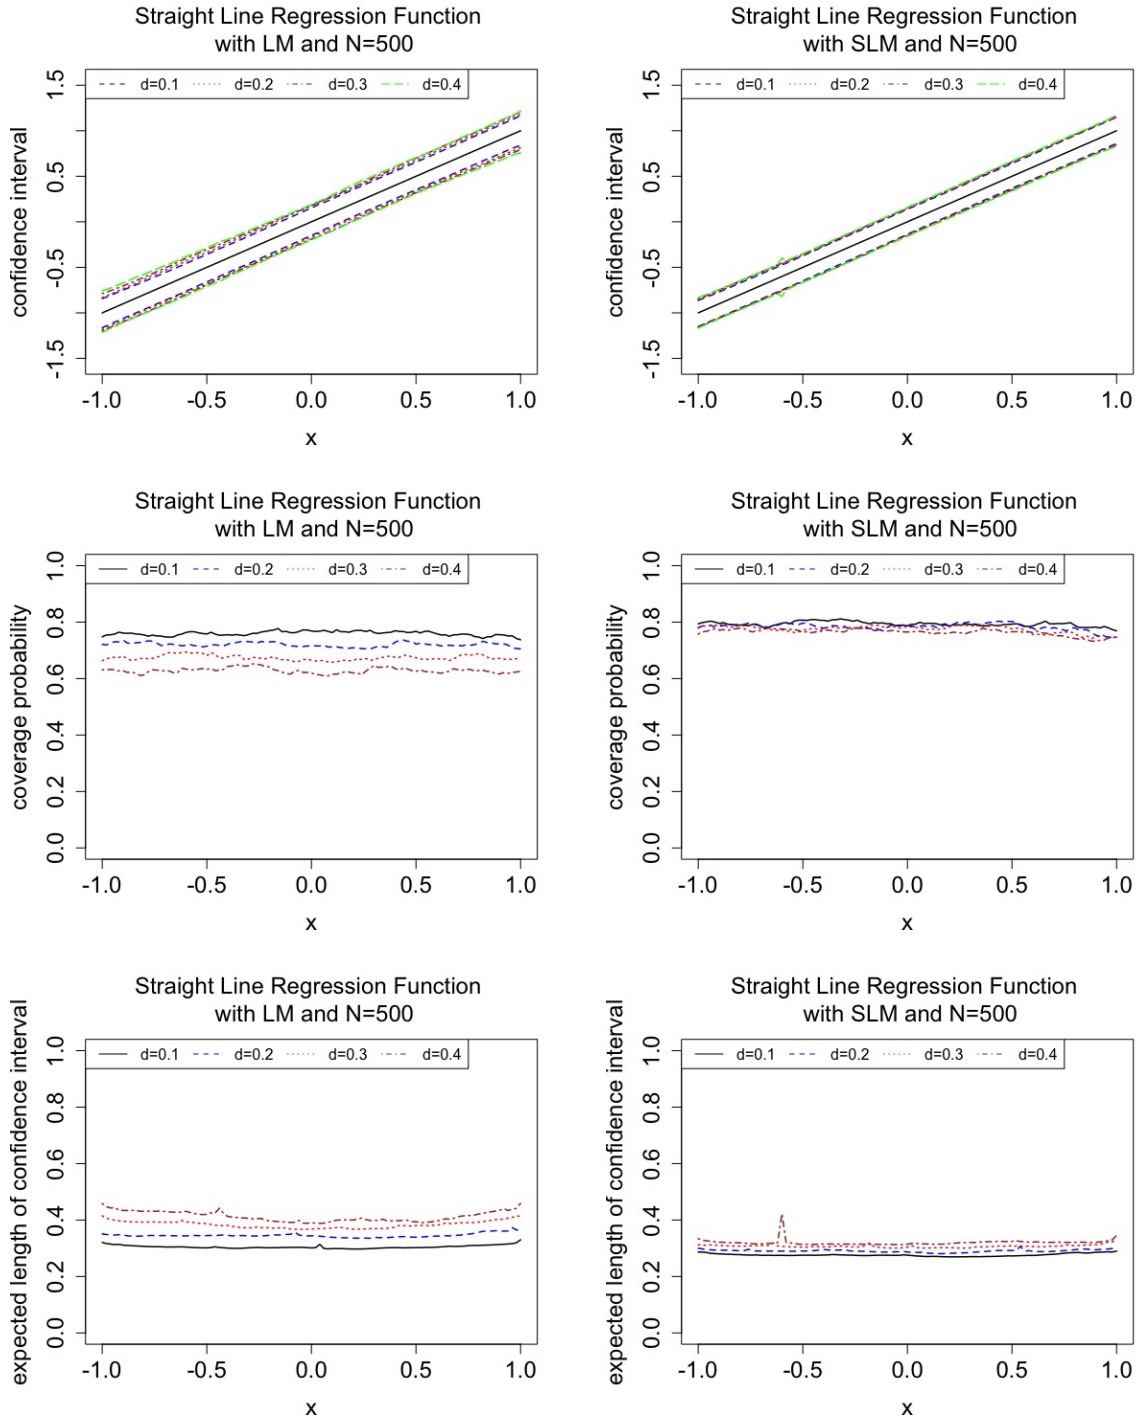 Straight Line Regression Function
with LM and N=500
d=0.1 d=0.2 d=0.3 d=0.4
confidence interval
1.5
0.5
-0.5
-1.5
-1.0 -0.5 0.0 0.5 1.0
x
Straight Line Regression Function
with SLM and N=500
d=0.1 d=0.2 d=0.3 d=0.4
confidence interval
1.5
0.5
-0.5
-1.5
-1.0 -0.5 0.0 0.5 1.0
x
Straight Line Regression Function
with LM and N=500
d=0.1 d=0.2 d=0.3 d=0.4
coverage probability
1.0
0.8
0.6
0.4
0.2
0.0
-1.0 -0.5 0.0 0.5 1.0
x
Straight Line Regression Function
with SLM and N=500
d=0.1 d=0.2 d=0.3 d=0.4
coverage probability
1.0
0.8
0.6
0.4
0.2
0.0
-1.0 -0.5 0.0 0.5 1.0
x
Straight Line Regression Function
with LM and N=500
d=0.1 d=0.2 d=0.3 d=0.4
expected length of confidence interval
1.0
0.8
0.6
0.4
0.2
0.0
-1.0 -0.5 0.0 0.5 1.0
x
Straight Line Regression Function
with SLM and N=500
d=0.1 d=0.2 d=0.3 d=0.4
expected length of confidence interval
1.0
0.8
0.6
0.4
0.2
0.0
-1.0 -0.5 0.0 0.5 1.0
x